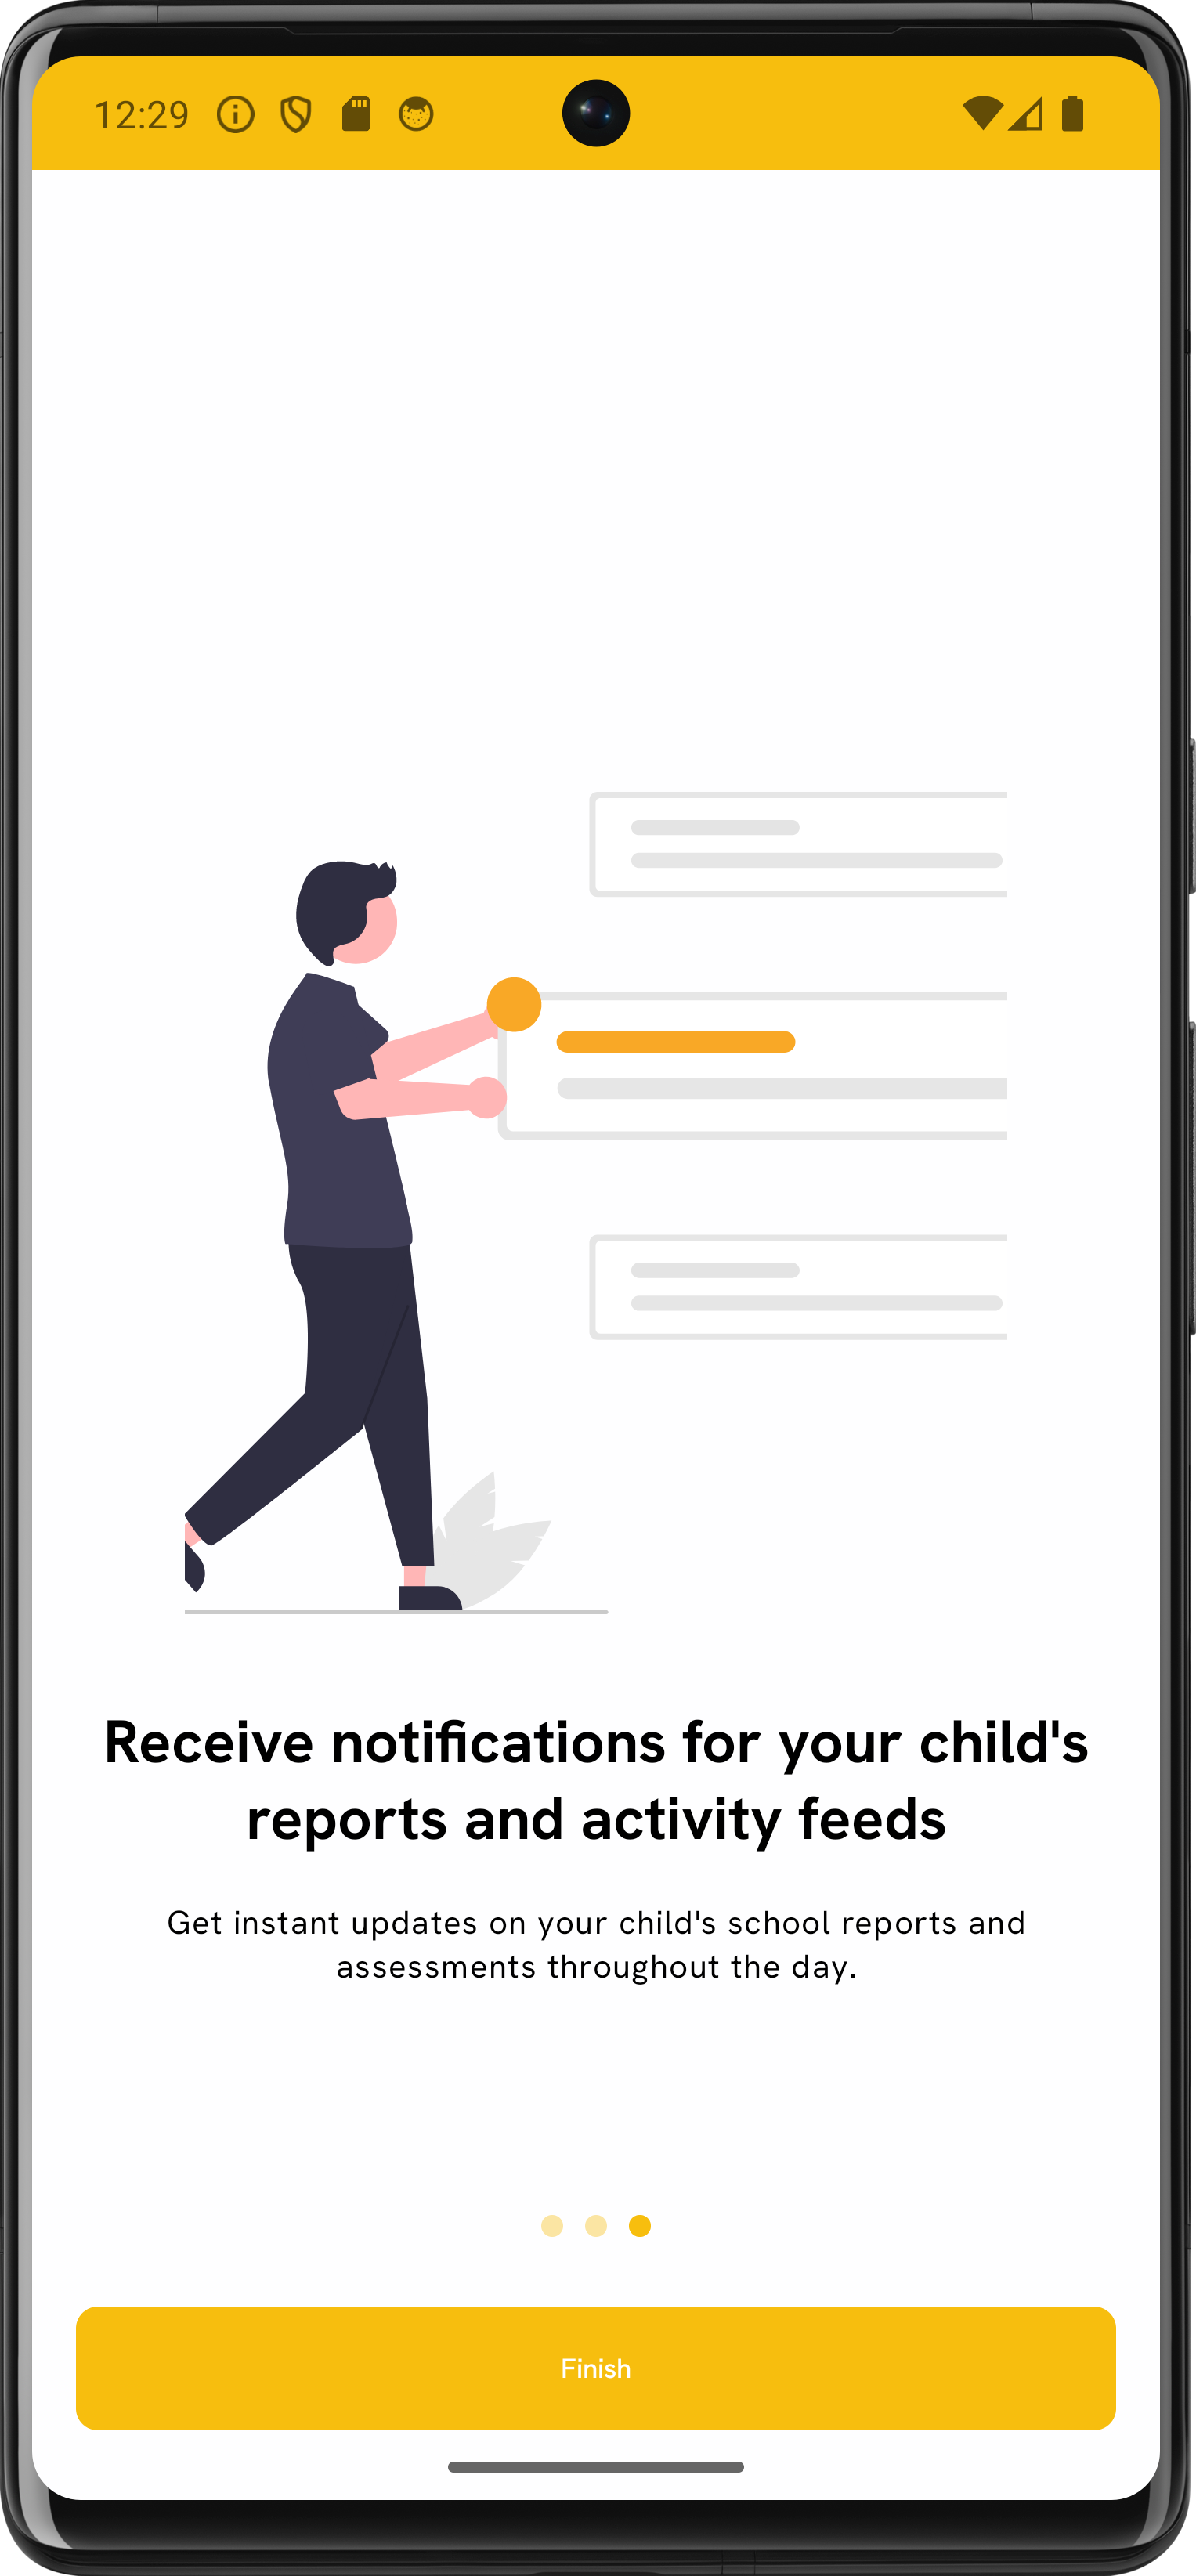 12:29
Receive notifications for your child's
reports and activity feeds
Get instant updates on your child's school reports and
assessments throughout the day.
Finish